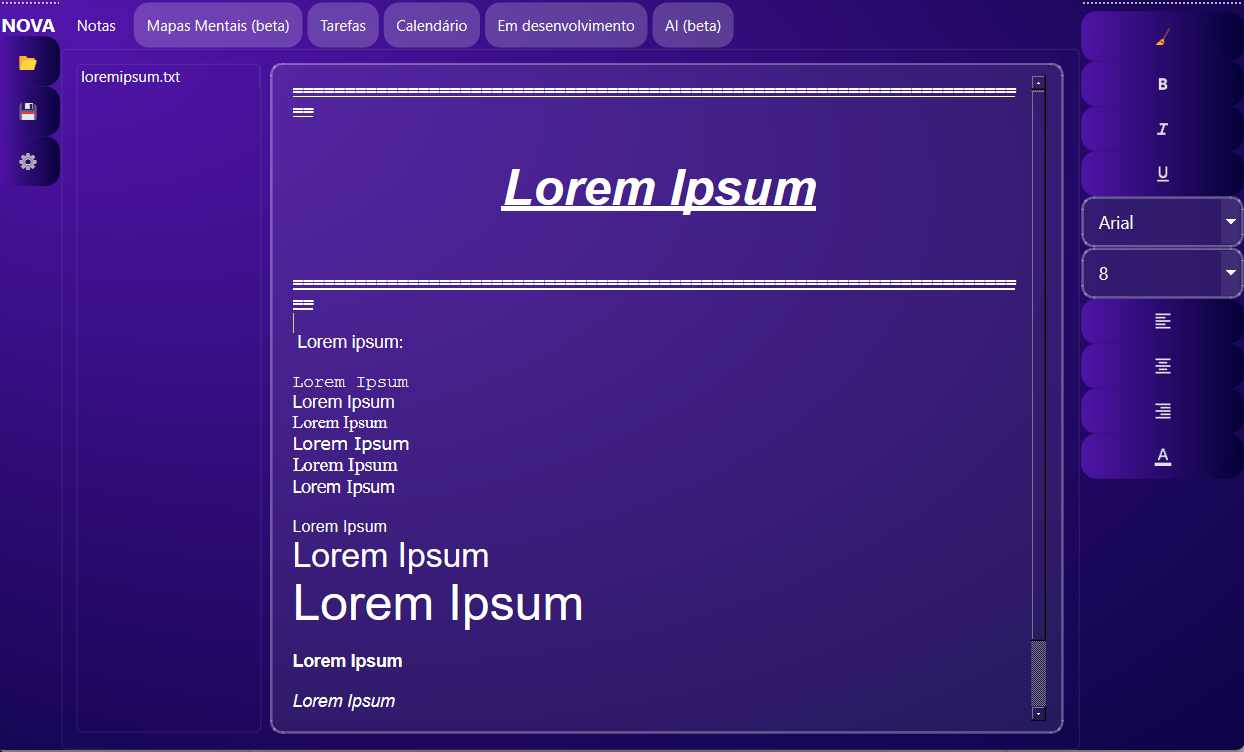 NOVA
Notas
Mapas Mentais (beta)
Tarefas
Calendário
Em desenvolvimento
AI (beta)
loremipsum.txt
======================================================================
==
Lorem Ipsum
======================================================================
==
Lorem ipsum:
Lorem Ipsum
Lorem Ipsum
Lorem Ipsum
Lorem Ipsum
Lorem Ipsum
Lorem Ipsum
Lorem Ipsum
Lorem Ipsum
Lorem Ipsum
Lorem Ipsum
Lorem Ipsum
B
I
U
Arial
8
A